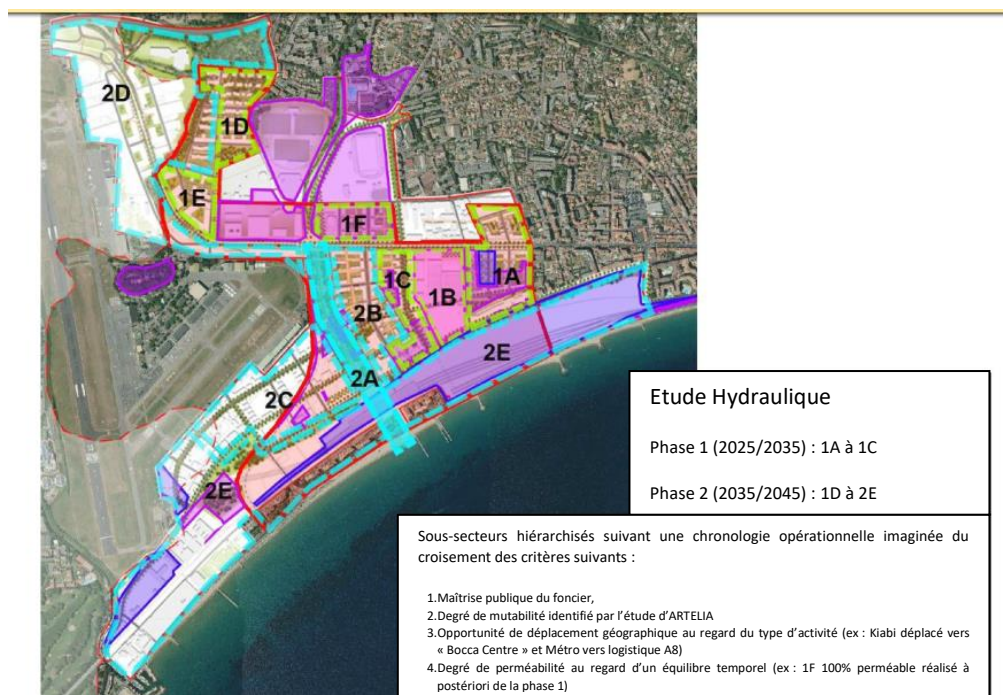 2D
1D
1E
1F
1C
1A
1B
2B
2E
2A
2C
2E
Etude Hydraulique
Phase 1 (2025/2035) : 1A à 1C
Phase 2 (2035/2045) : 1D à 2E
Sous-secteurs hiérarchisés suivant une chronologie opérationnelle imaginée du
croisement des critères suivants :
1.Maîtrise publique du foncier,
2.Degré de mutabilité identifié par l'étude d'ARTELIA
3.Opportunité de déplacement géographique au regard du type d'activité (ex : Kiabi déplacé vers
« Bocca Centre » et Métro vers logistique A8)
4.Degré de perméabilité au regard d'un équilibre temporel (ex : 1F 100% perméable réalisé à
postériori de la phase 1)